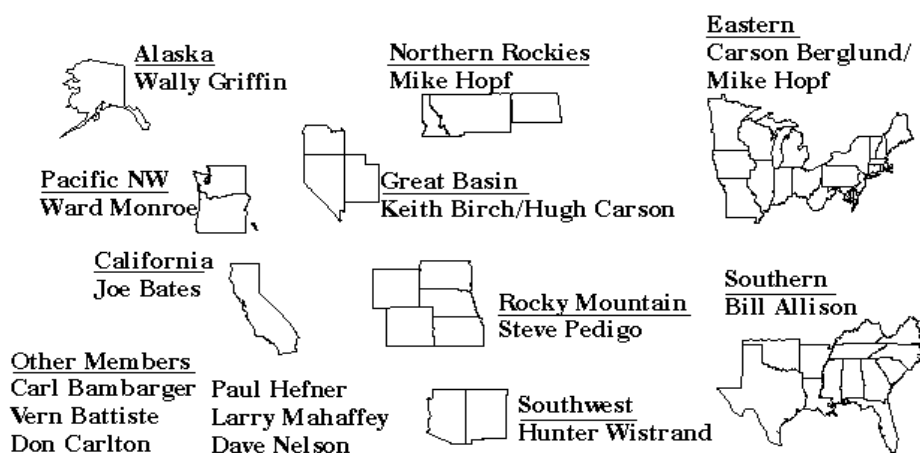 Alaska
Wally Griffin
Northern Rockies
Mike Hopf
Eastern
Carson Berglund/
Mike Hopf
Pacific NW
Ward Monroe
Great Basin
Keith Birch/Hugh Carson
California
Joe Bates
Rocky Mountain
Steve Pedigo
Southern
Bill Allison
Other Members
Carl Bambarger
Vern Battiste
Don Carlton
Paul Hefner
Larry Mahaffey
Dave Nelson
Southwest
Hunter Wistrand